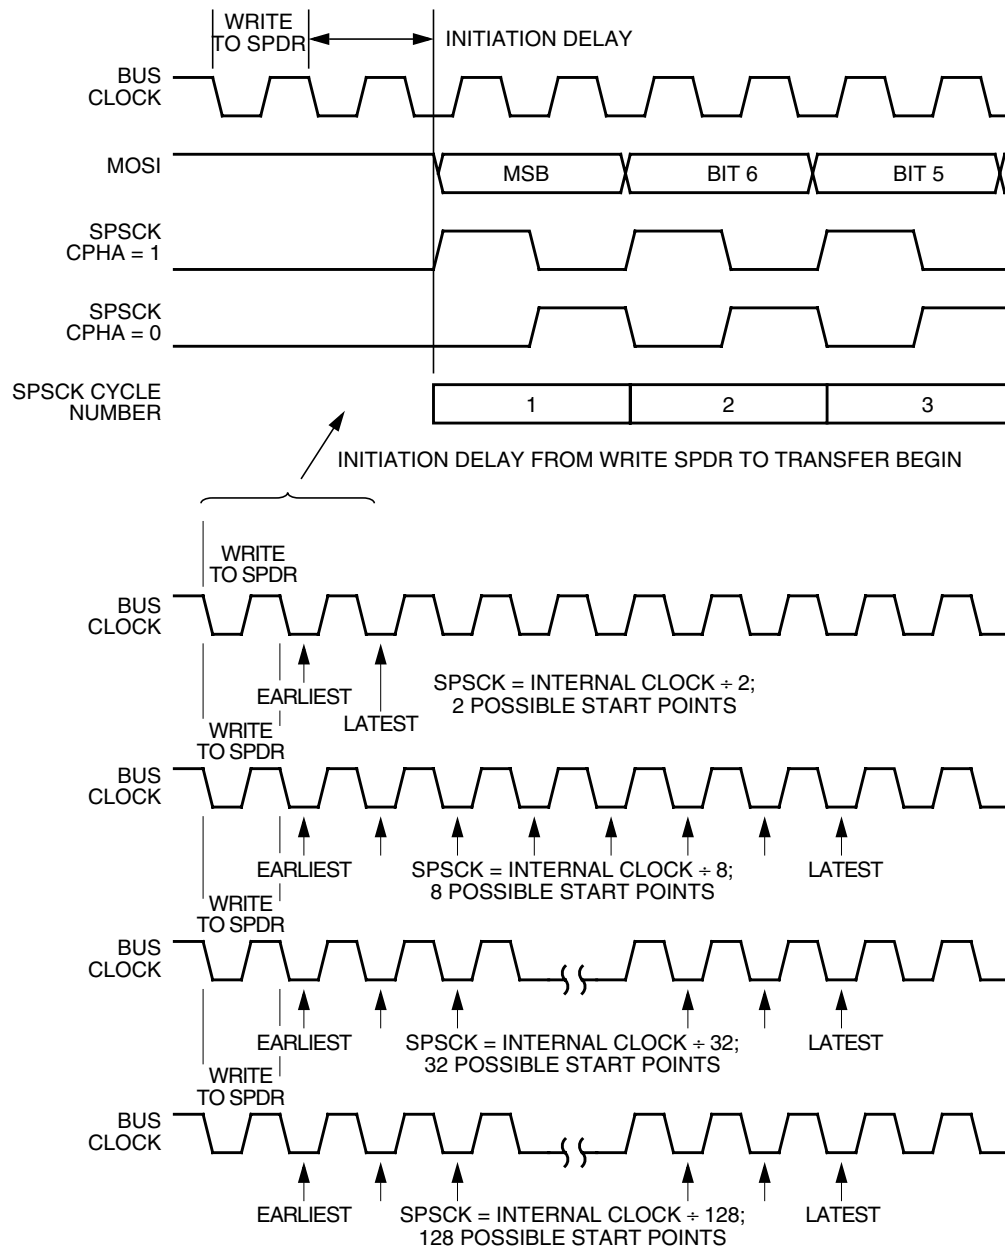 WRITE
TO SPDR
INITIATION DELAY
BUS
CLOCK
MOSI
MSB
BIT 6
BIT 5
SPSCK
CPHA = 1
SPSCK
CPHA = 0
SPSCK CYCLE
NUMBER
1
2
3
INITIATION DELAY FROM WRITE SPDR TO TRANSFER BEGIN
WRITE
TO SPDR
BUS
CLOCK
EARLIEST
LATEST
SPSCK = INTERNAL CLOCK ÷ 2;
2 POSSIBLE START POINTS
WRITE
TO SPDR
BUS
CLOCK
EARLIEST
SPSCK = INTERNAL CLOCK ÷ 8;
8 POSSIBLE START POINTS
LATEST
WRITE
TO SPDR
BUS
CLOCK
EARLIEST
SPSCK = INTERNAL CLOCK ÷ 32;
32 POSSIBLE START POINTS
LATEST
WRITE
TO SPDR
BUS
CLOCK
EARLIEST
SPSCK = INTERNAL CLOCK ÷ 128;
128 POSSIBLE START POINTS
LATEST